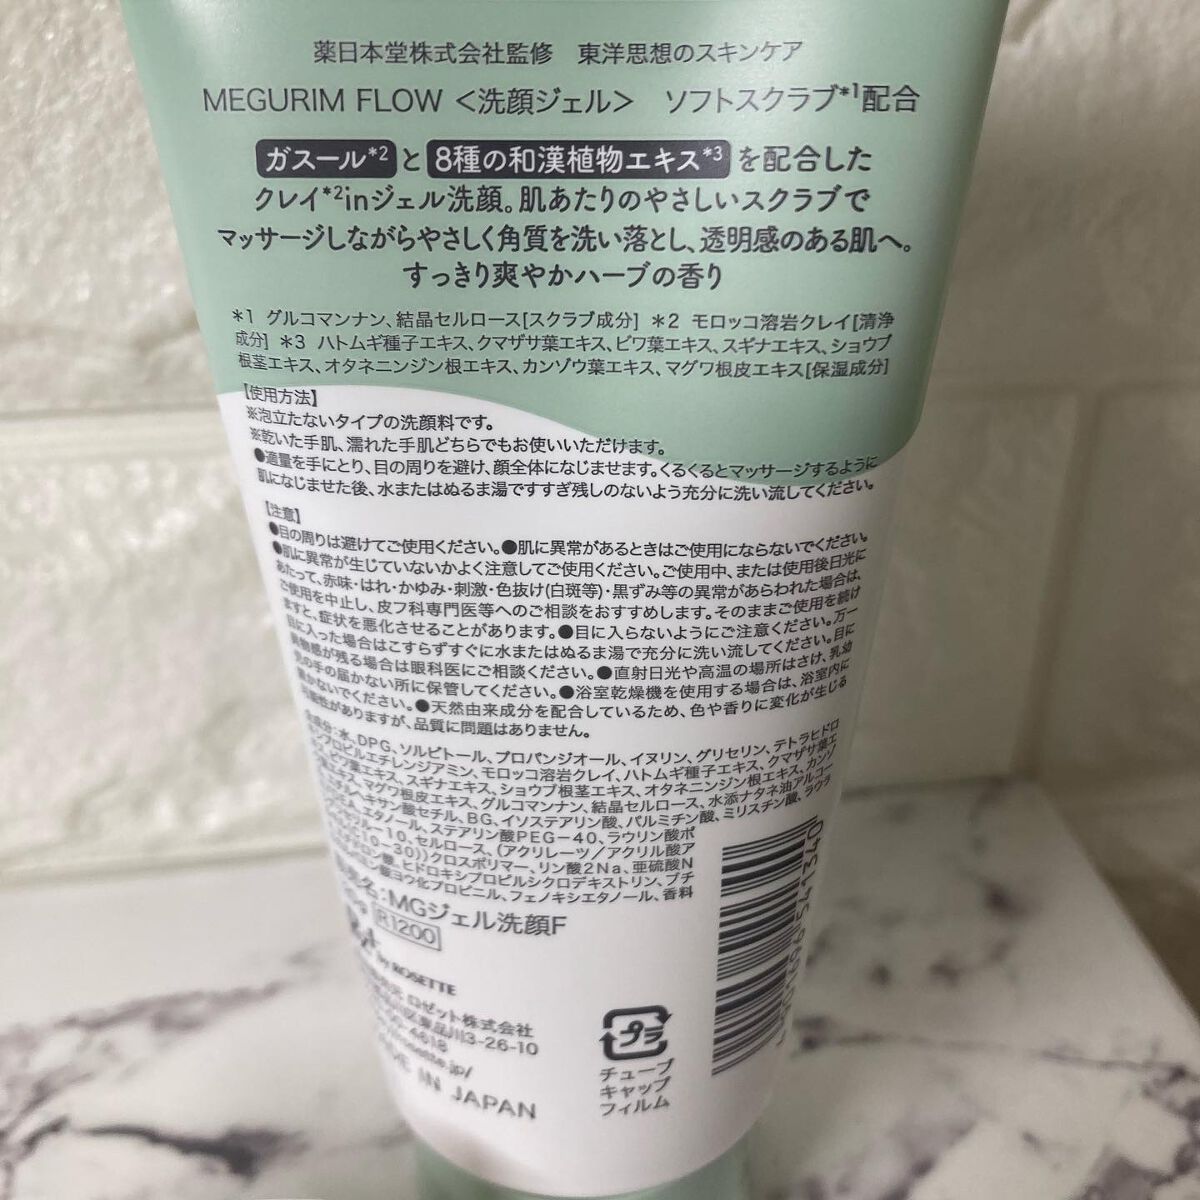 薬日本堂株式会社監修　東洋思想のスキンケア
MEGURIM FLOW <洗顔ジェル>　ソフトスクラブ*1配合
ガスール*2と8種の和漢植物エキス*3を配合した
クレイ*2inジェル洗顔。肌あたりのやさしいスクラブで
マッサージしながらやさしく角質を洗い落とし、透明感のある肌へ。
すっきり爽やかハーブの香り
*1 グルコマンナン、結晶セルロース[スクラブ成分] *2 モロッコ溶岩クレイ[清浄
成分] *3 ハトムギ種子エキス、クマザサ葉エキス、ビワ葉エキス、スギナエキス、ショウブ
根茎エキス、オタネニンジン根エキス、カンゾウ葉エキス、マグワ根皮エキス[保湿成分]
【使用方法】
※泡立たないタイプの洗顔料です。
※乾いた手肌、濡れた手肌どちらでもお使いいただけます。
●適量を手にとり、目の周りを避け、顔全体になじませます。くるくるとマッサージするように
肌になじませた後、水またはぬるま湯ですすぎ残しのないよう充分に洗い流してください。
【注意】
●目の周りは避けてご使用ください。●肌に異常があるときはご使用にならないでください。
●肌に異常が生じていないかよく注意してご使用ください。ご使用中、または使用後日光に
あたって、赤味・はれ・かゆみ・刺激・色抜け(白斑等)・黒ずみ等の異常があらわれた場合は、
ご使用を中止し、皮フ科専門医等へのご相談をおすすめします。そのままご使用を続け
ますと、症状を悪化させることがあります。●目に入らないようにご注意ください。万一
目に入った場合はこすらずすぐに水またはぬるま湯で充分に洗い流してください。目に
異物感が残る場合は眼科医にご相談ください。●直射日光や高温の場所はさけ、乳幼
児の手の届かない所に保管してください。●浴室乾燥機を使用する場合は、浴室内に
置かないでください。●天然由来成分を配合しているため、色や香りに変化が生じる
可能性がありますが、品質に問題はありません。
成分:水、DPG、ソルビトール、プロパンジオール、イヌリン、グリセリン、テトラヒドロ
プロピルエチレンジアミン、モロッコ溶岩クレイ、ハトムギ種子エキス、クマザサ葉エ
ビワ葉エキス、スギナエキス、ショウブ根茎エキス、オタネニンジン根エキス、カンゾ
エキス、マグワ根皮エキス、グルコマンナン、結晶セルロース、水添ナタネ油アルコー
ヘキサン酸セチル、BG、イソステアリン酸、パルミチン酸、ミリスチン酸、ラウラ
エタノール、ステアリン酸PEG-40、ラウリン酸ポ
-10、セルロース、(アクリレーツ/アクリル酸ア
10-30))クロスポリマー、リン酸2Na、亜硫酸N
ヒドロキシプロピルシクロデキストリン、ブチ
酸ヨウ化プロピニル、フェノキシエタノール、香料
名:MGジェル洗顔F
R1200
by ROSETTE
ロゼット株式会社
東品川3-26-10
-4618
MADE IN JAPAN
プラ
チューブ
キャップ
フィルム